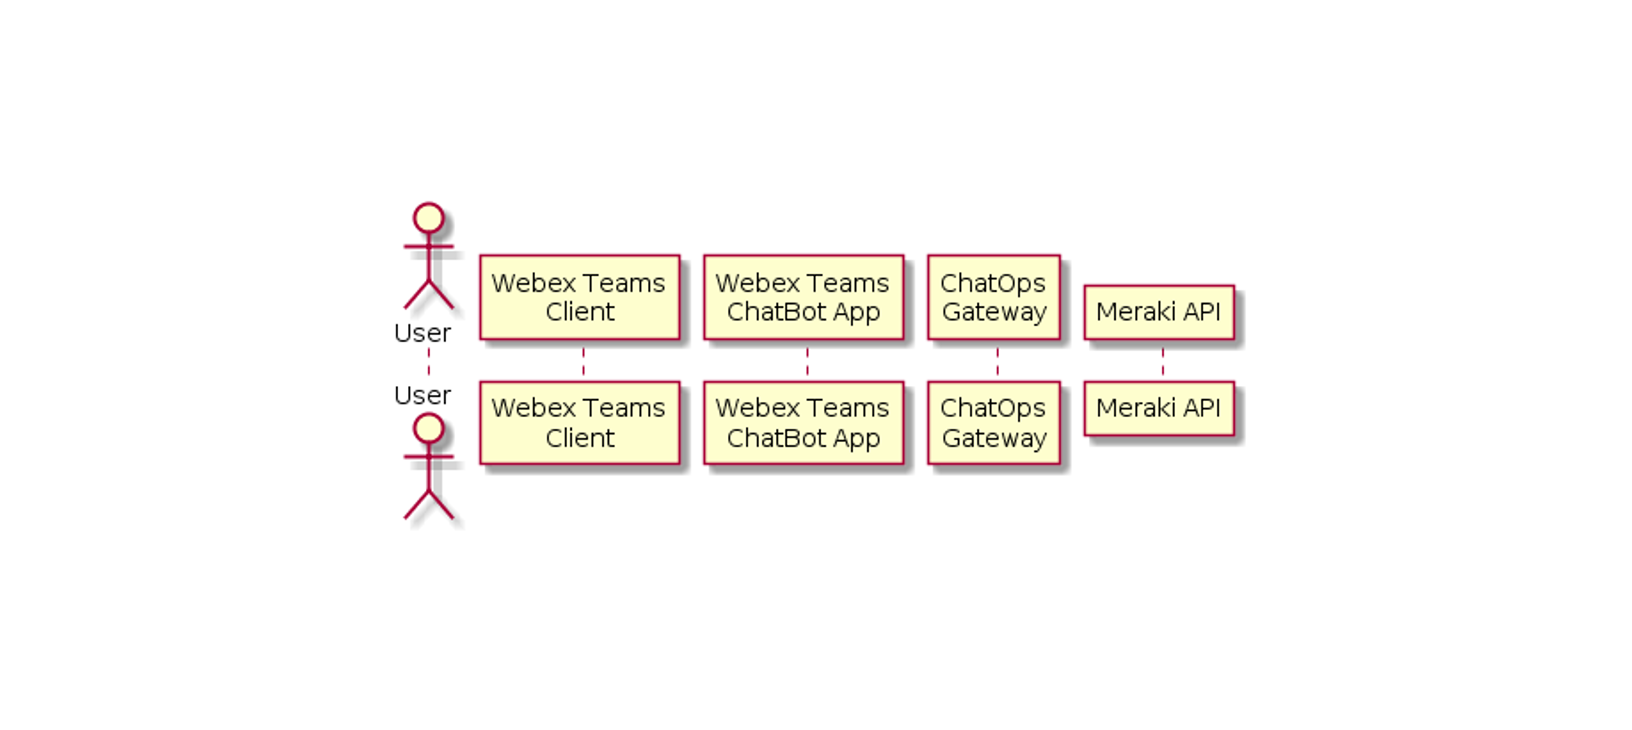 User
Webex Teams
Client
Webex Teams
ChatBot App
ChatOps
Gateway
Meraki API
User
Webex Teams
Client
Webex Teams
ChatBot App
ChatOps
Gateway
Meraki API